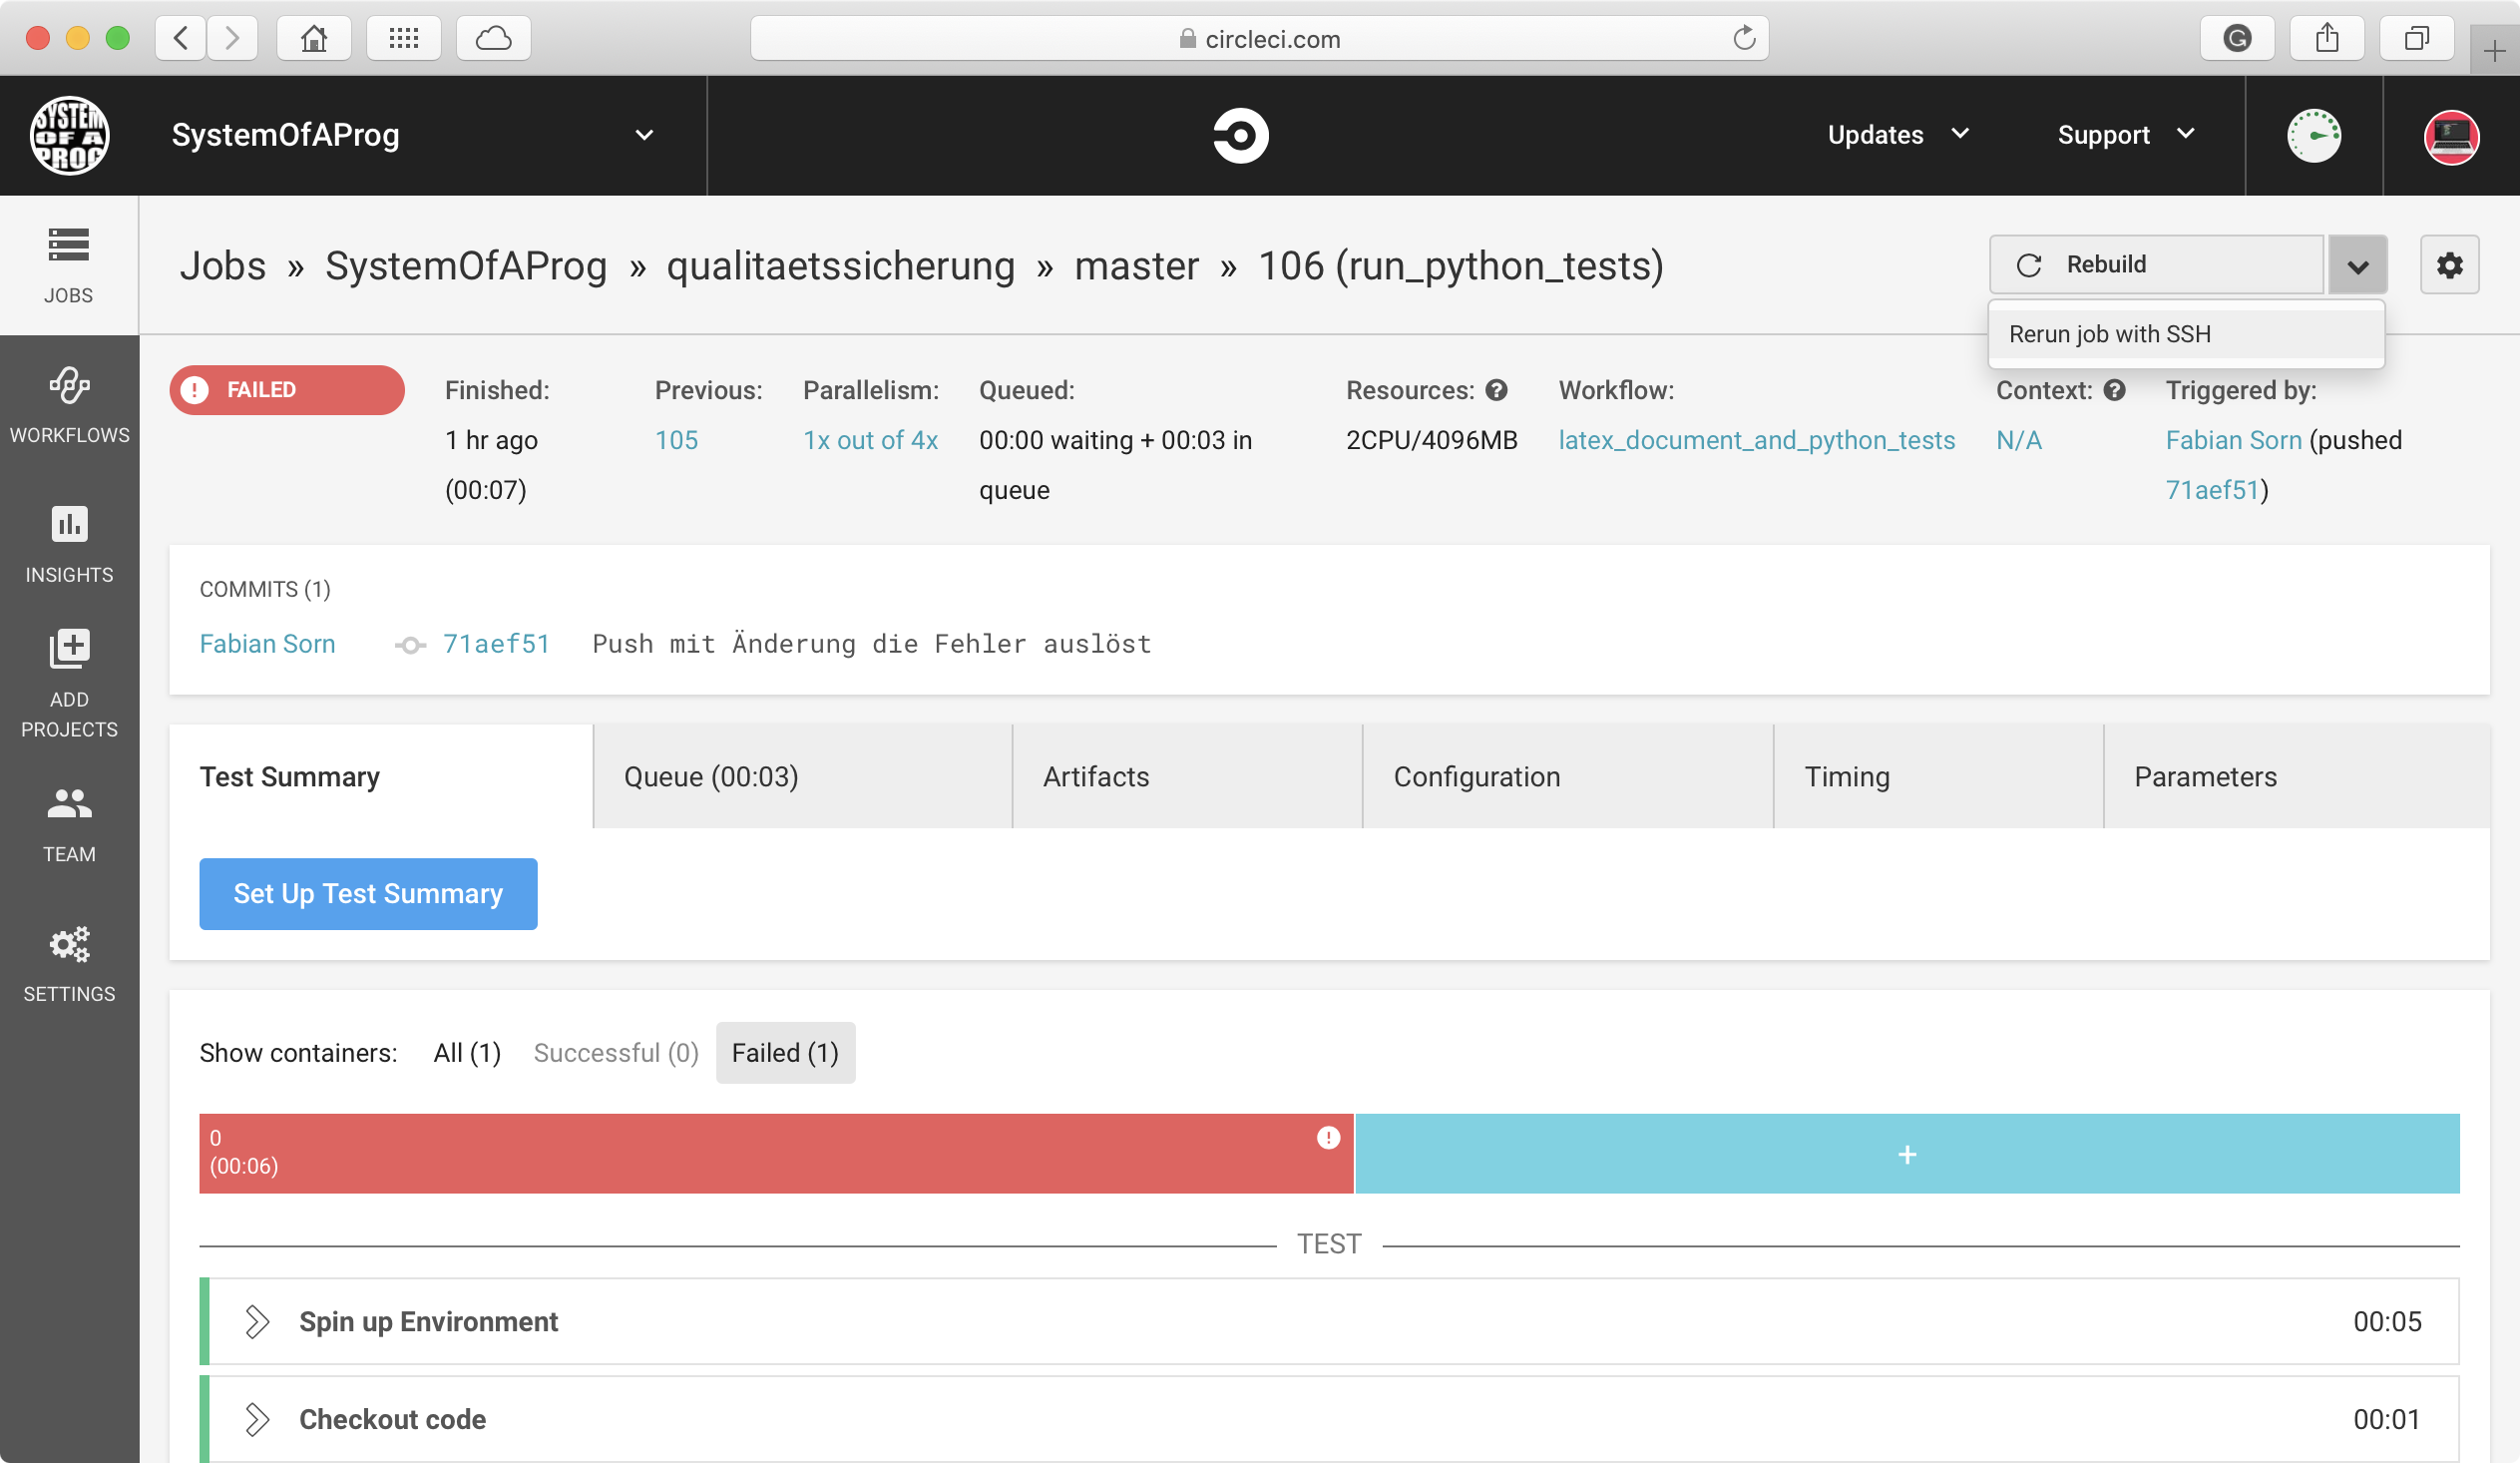 circleci.com
SYSTEM
OF A
PROG
SystemOfAProg
Updates
Support
JOBS
WORKFLOWS
INSIGHTS
ADD
PROJECTS
TEAM
SETTINGS
Jobs » SystemOfAProg » qualitaetssicherung » master » 106 (run_python_tests)
Rebuild
Rerun job with SSH
FAILED
Finished:
1 hr ago
(00:07)
Previous:
105
Parallelism:
1x out of 4x
Queued:
00:00 waiting + 00:03 in
queue
Resources:
2CPU/4096MB
Workflow:
latex_document_and_python_tests
Context:
N/A
Triggered by:
Fabian Sorn (pushed
71aef51)
COMMITS (1)
Fabian Sorn 71aef51 Push mit Änderung die Fehler auslöst
Test Summary
Queue (00:03)
Artifacts
Configuration
Timing
Parameters
Set Up Test Summary
Show containers: All (1) Successful (0) Failed (1)
0
(00:06)
+
TEST
Spin up Environment 00:05
Checkout code 00:01